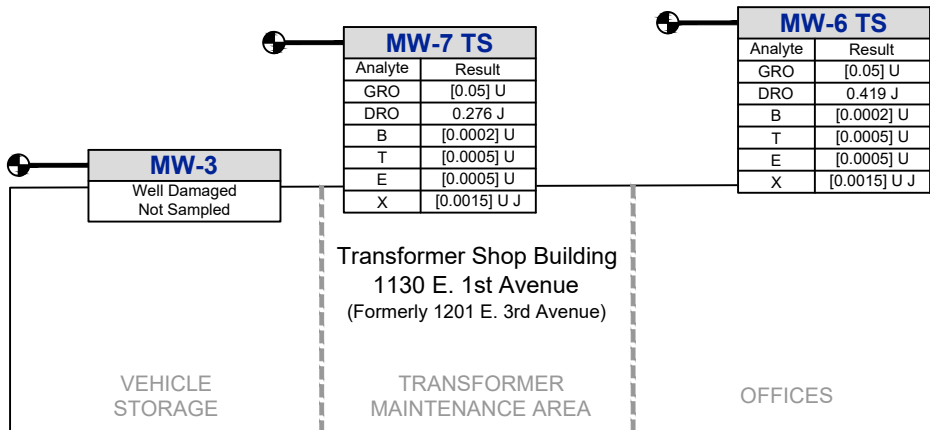 MW-7 TS
Analyte Result
GRO [0.05] U
DRO 0.276 J
B [0.0002] U
T [0.0005] U
E [0.0005] U
X [0.0015] U J
MW-6 TS
Analyte Result
GRO [0.05] U
DRO 0.419 J
B [0.0002] U
T [0.0005] U
E [0.0005] U
X [0.0015] U J
MW-3
Well Damaged
Not Sampled
Transformer Shop Building
1130 E. 1st Avenue
(Formerly 1201 E. 3rd Avenue)
VEHICLE
STORAGE
TRANSFORMER
MAINTENANCE AREA
OFFICES